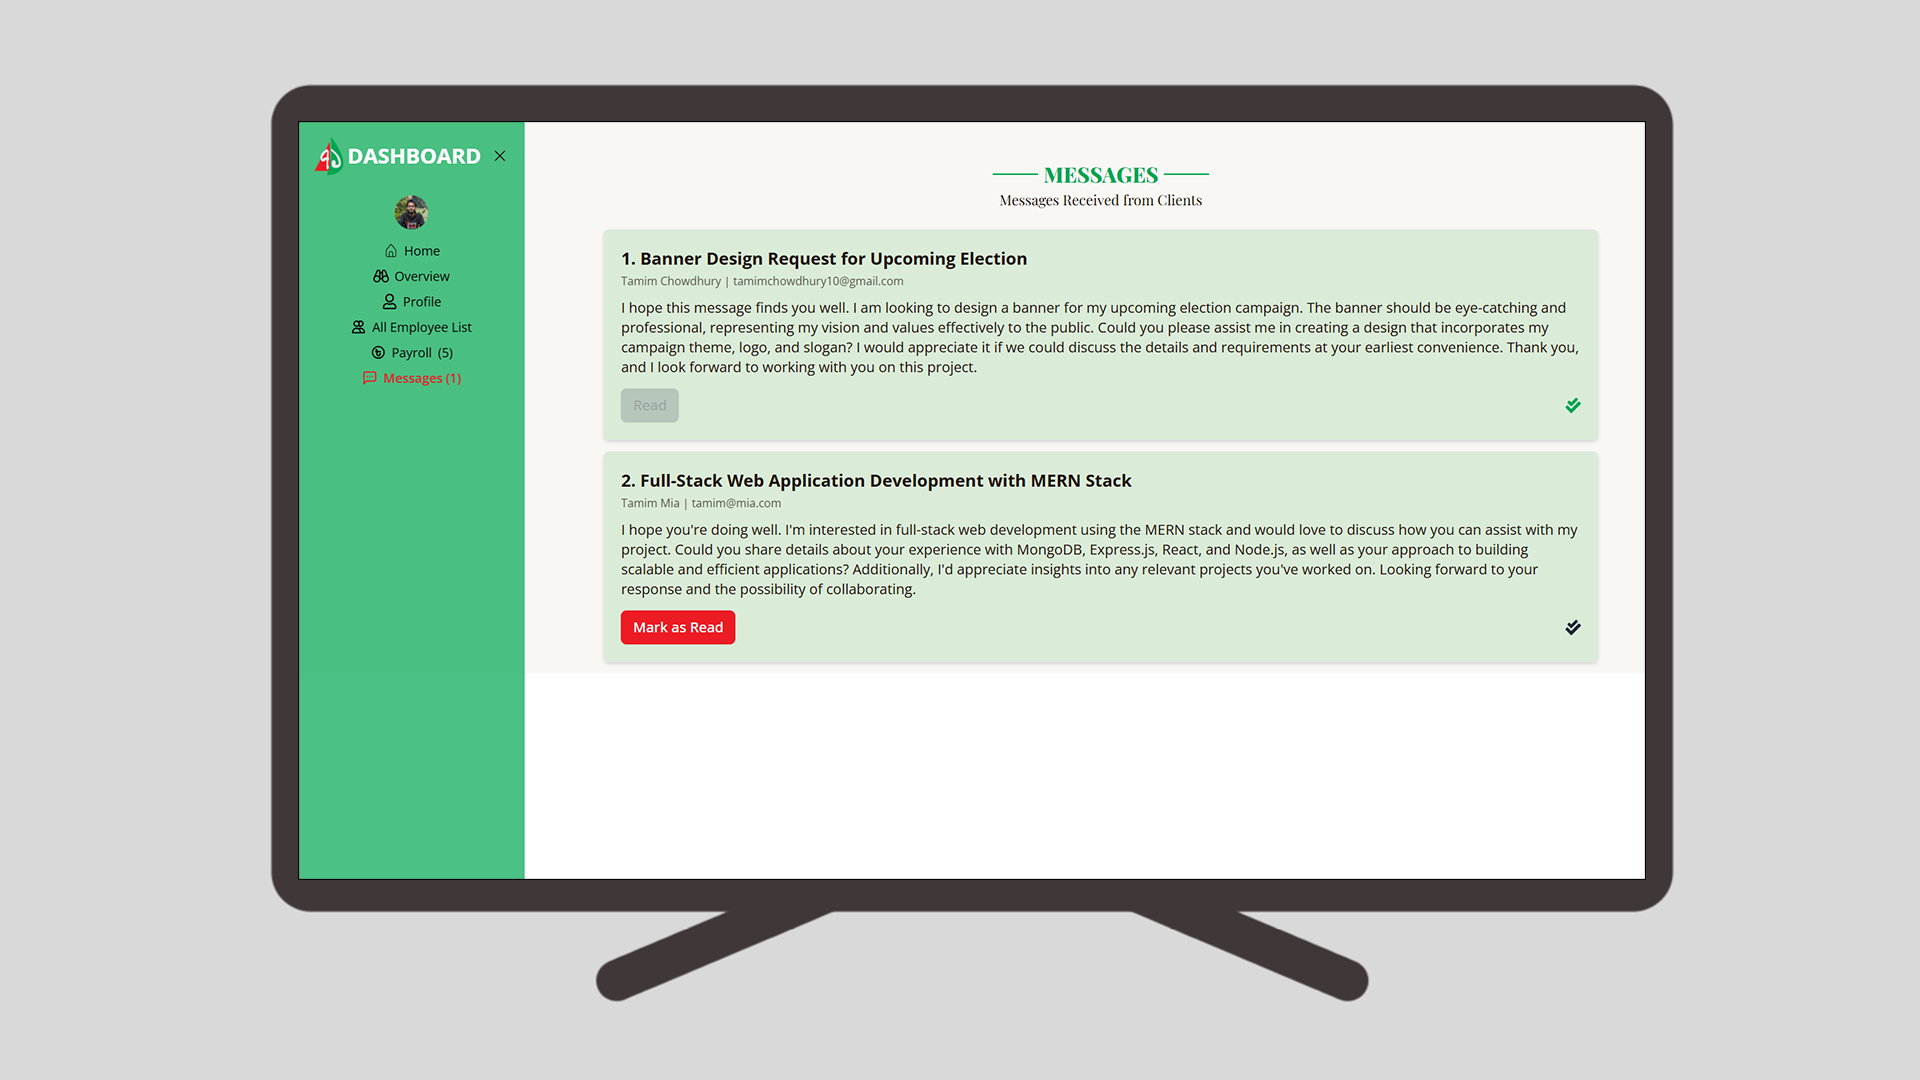 DASHBOARD
Home
Overview
Profile
All Employee List
Payroll (5)
Messages (1)
MESSAGES
Messages Received from Clients
1. Banner Design Request for Upcoming Election
Tamim Chowdhury | tamimchowdhury10@gmail.com
I hope this message finds you well. I am looking to design a banner for my upcoming election campaign. The banner should be eye-catching and
professional, representing my vision and values effectively to the public. Could you please assist me in creating a design that incorporates my
campaign theme, logo, and slogan? I would appreciate it if we could discuss the details and requirements at your earliest convenience. Thank you,
and I look forward to working with you on this project.
Read
2. Full-Stack Web Application Development with MERN Stack
Tamim Mia | tamim@mia.com
I hope you're doing well. I'm interested in full-stack web development using the MERN stack and would love to discuss how you can assist with my
project. Could you share details about your experience with MongoDB, Express.js, React, and Node.js, as well as your approach to building
scalable and efficient applications? Additionally, I'd appreciate insights into any relevant projects you've worked on. Looking forward to your
response and the possibility of collaborating.
Mark as Read